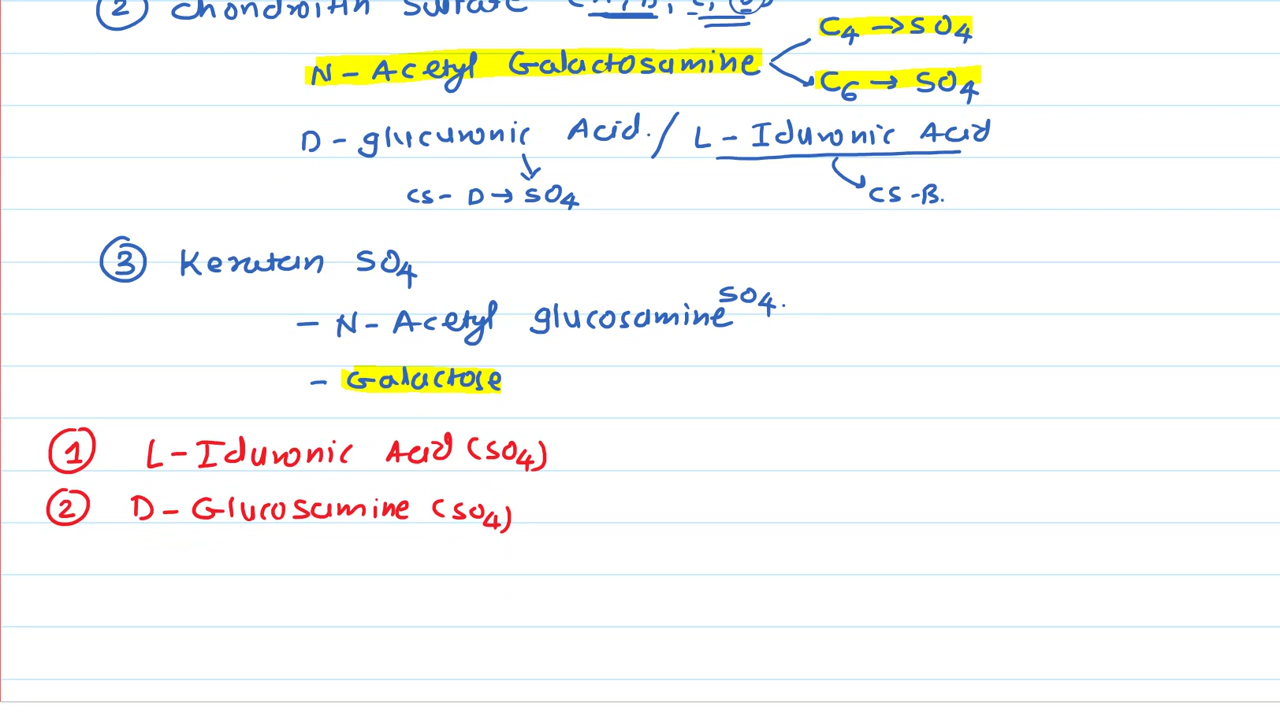 ② Chondroitin Sulfate
N - Acetyl Galactosamine
C4 → SO4
C6 → SO4
D - glucuronic Acid. / L - Iduronic Acid
CS - D → SO4
CS - B.
③ Keratan SO4
- N - Acetyl glucosamine SO4.
- Galactose
① L - Iduronic Acid (SO4)
② D - Glucosamine (SO4)